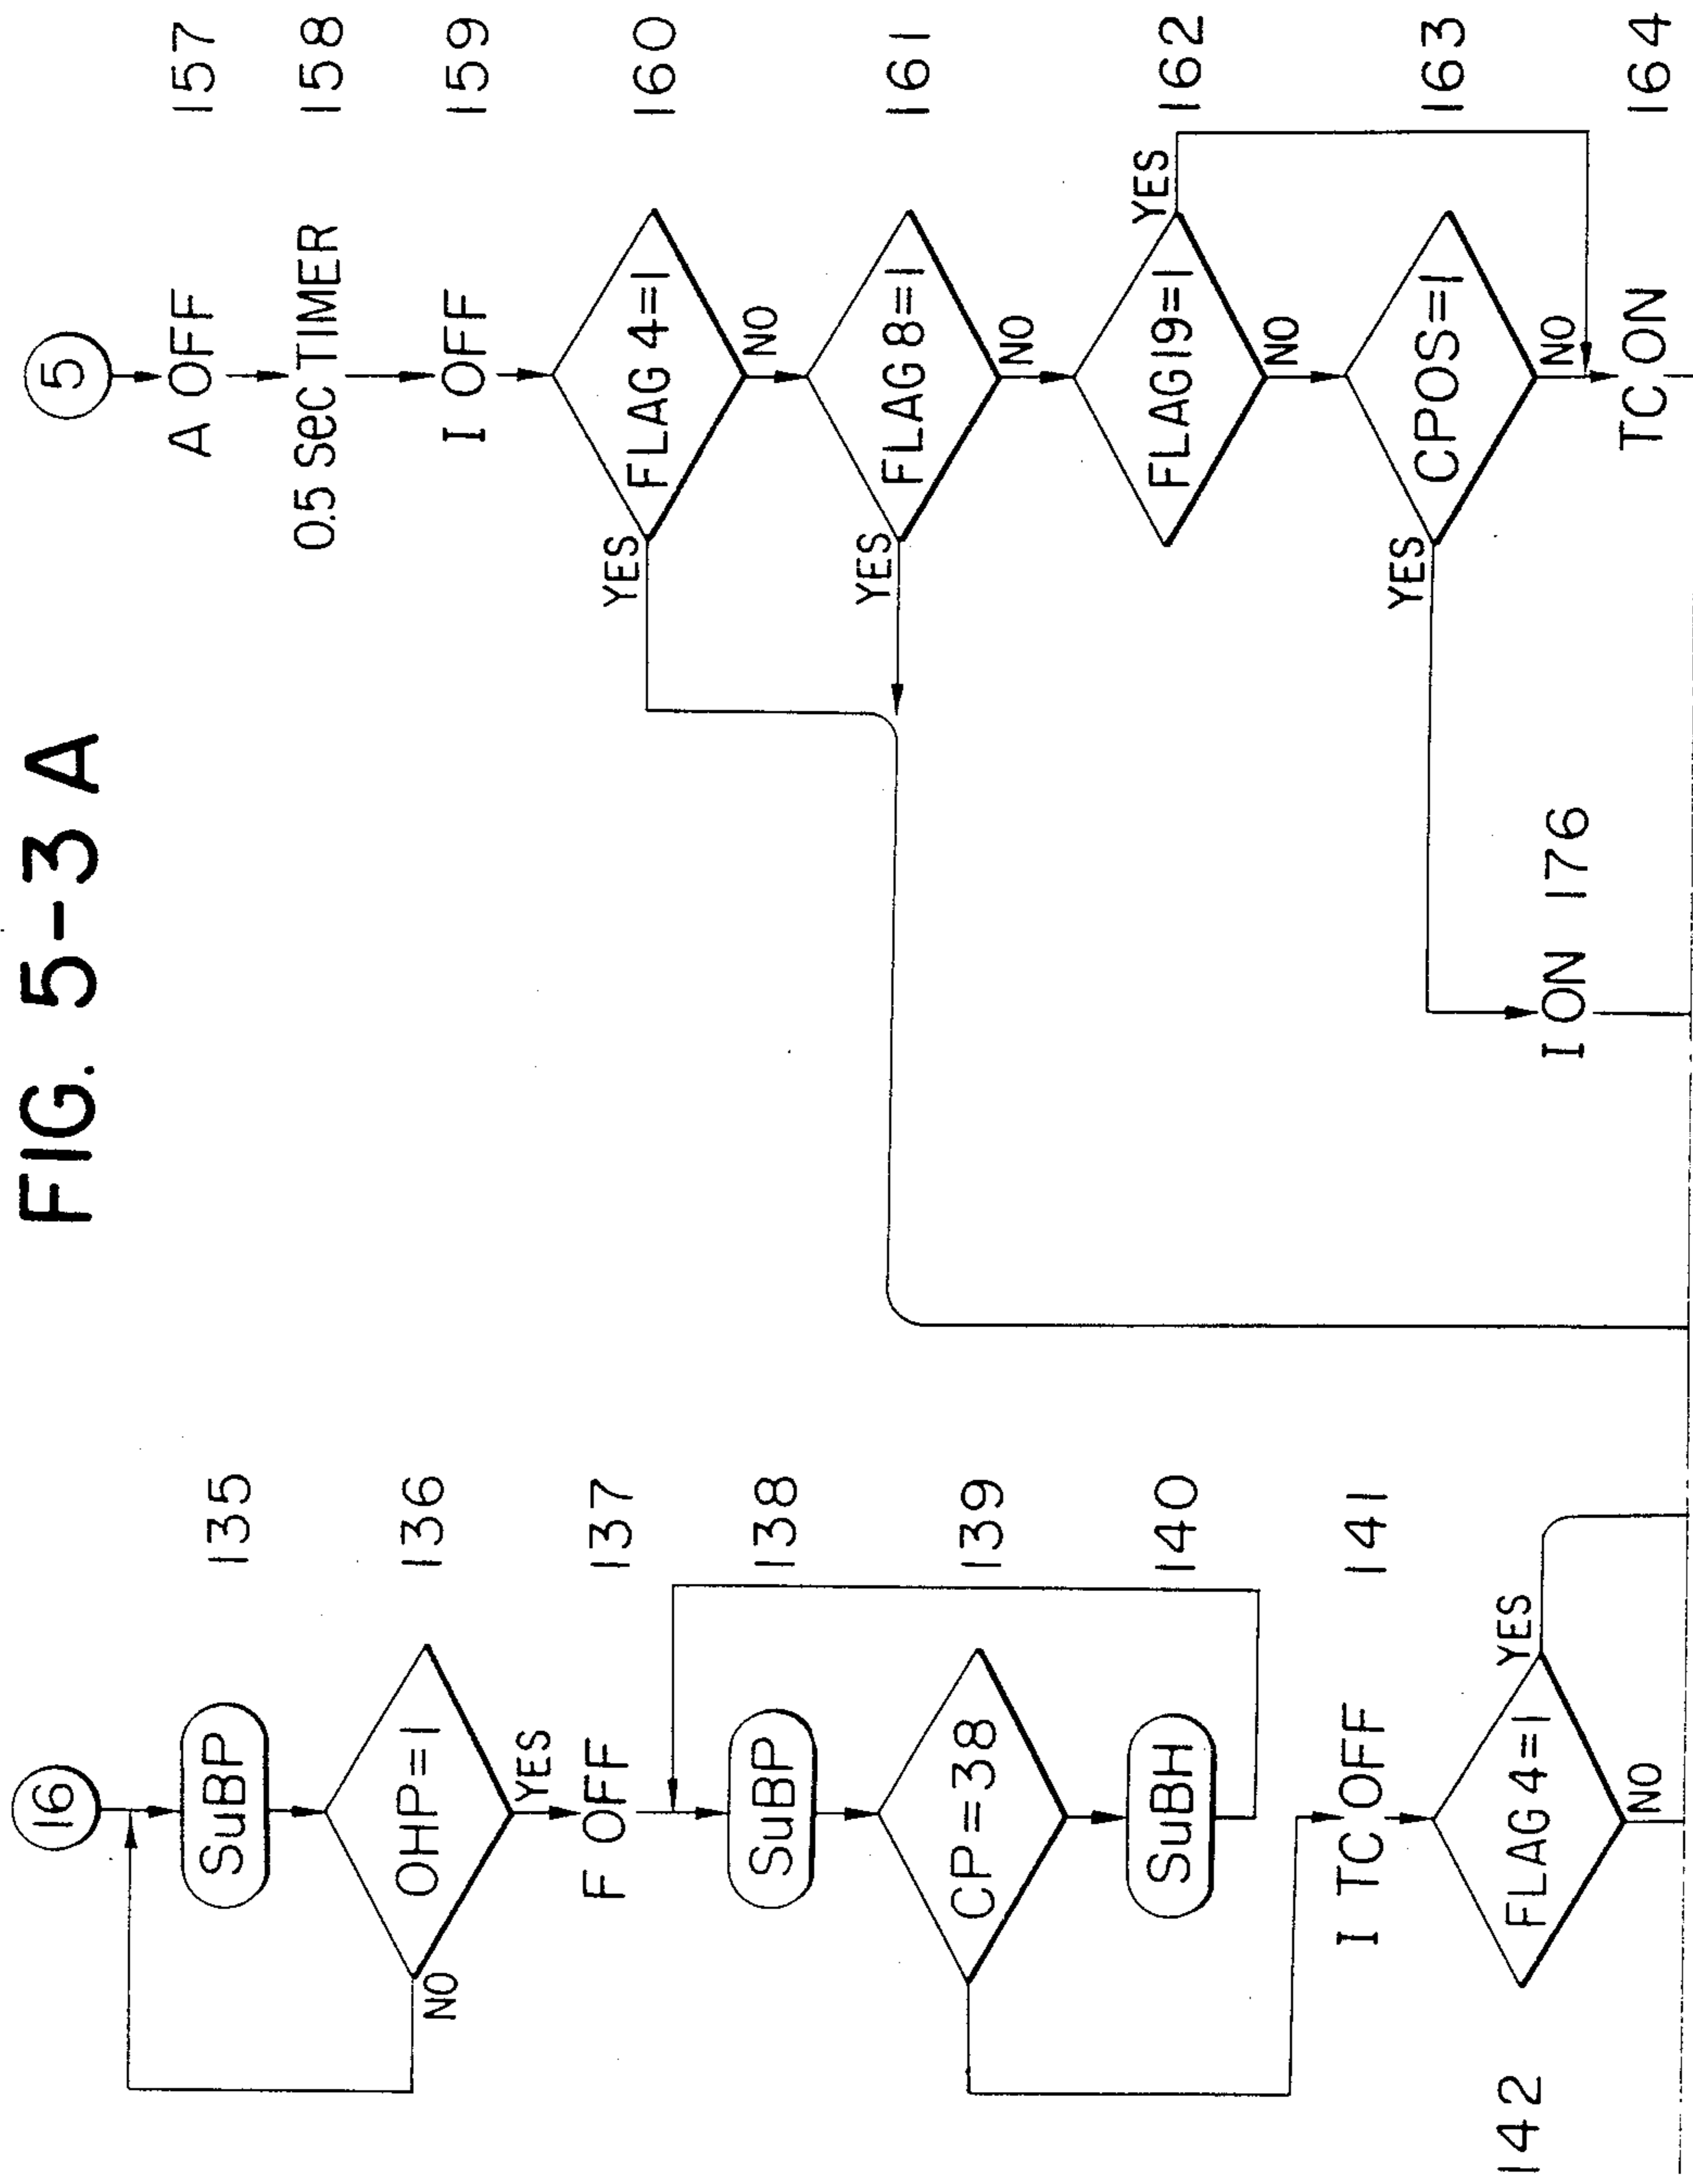 FIG. 5-3 A
16
SuBP 135
OHP=1 136
NO
YES
F OFF 137
SuBP 138
CP=38 139
SuBH 140
I TC OFF 141
142 FLAG 4=1 YES
NO
5
A OFF 157
0.5 sec TIMER 158
I OFF 159
YES FLAG 4=1 160
NO
YES FLAG 8=1 161
NO
FLAG 19=1 YES 162
NO
YES CPOS=1 163
NO
I ON 176
TC ON 164